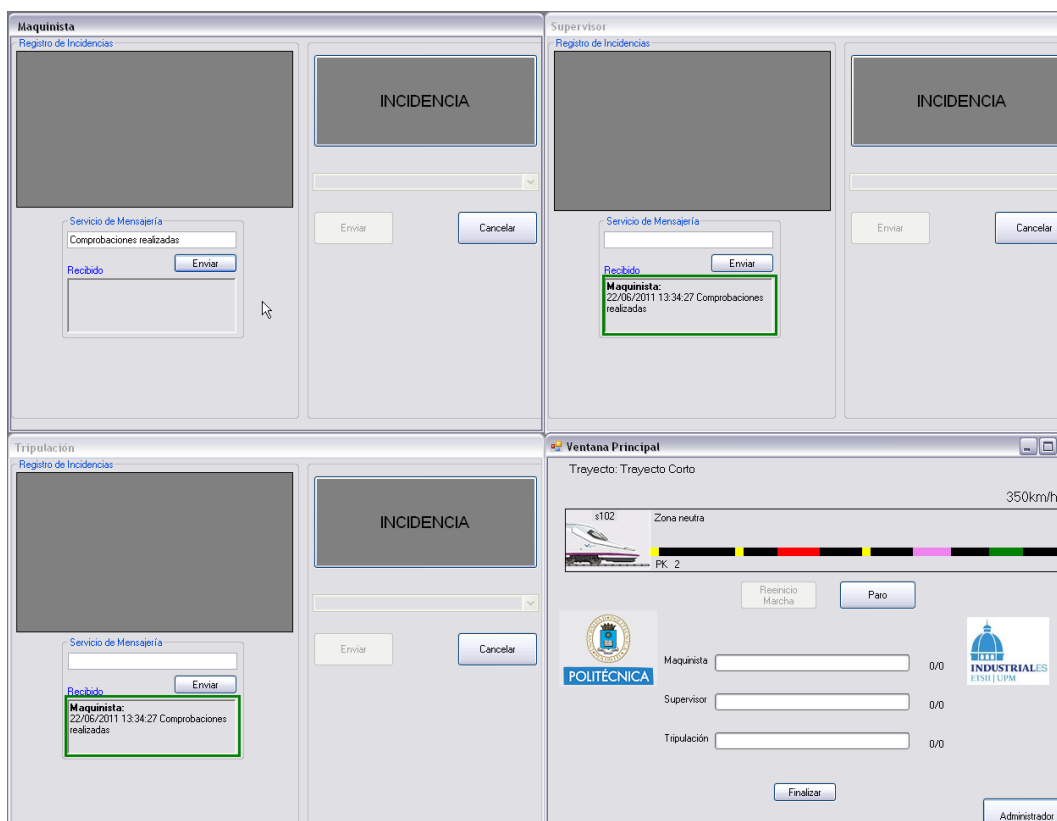 Maquinista
Registro de Incidencias
INCIDENCIA
Servicio de Mensajería
Comprobaciones realizadas
Enviar
Recibido
Enviar
Cancelar
Supervisor
Registro de Incidencias
INCIDENCIA
Servicio de Mensajería
Enviar
Recibido
Maquinista:
22/06/2011 13:34:27 Comprobaciones
realizadas
Enviar
Cancelar
Tripulación
Registro de Incidencias
INCIDENCIA
Servicio de Mensajería
Enviar
Recibido
Maquinista:
22/06/2011 13:34:27 Comprobaciones
realizadas
Enviar
Cancelar
Ventana Principal
Trayecto: Trayecto Corto
350km/h
s102
Zona neutra
PK 2
Reeinicio
Marcha
Paro
POLITÉCNICA
INDUSTRIALES
ETSII | UPM
Maquinista
0/0
Supervisor
0/0
Tripulación
0/0
Finalizar
Administrador